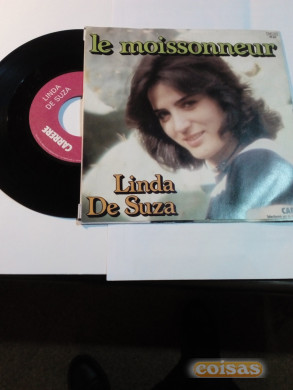 le moissonneur
LINDA
DE SUZA
CARRERE
Linda
De Suza
coisas